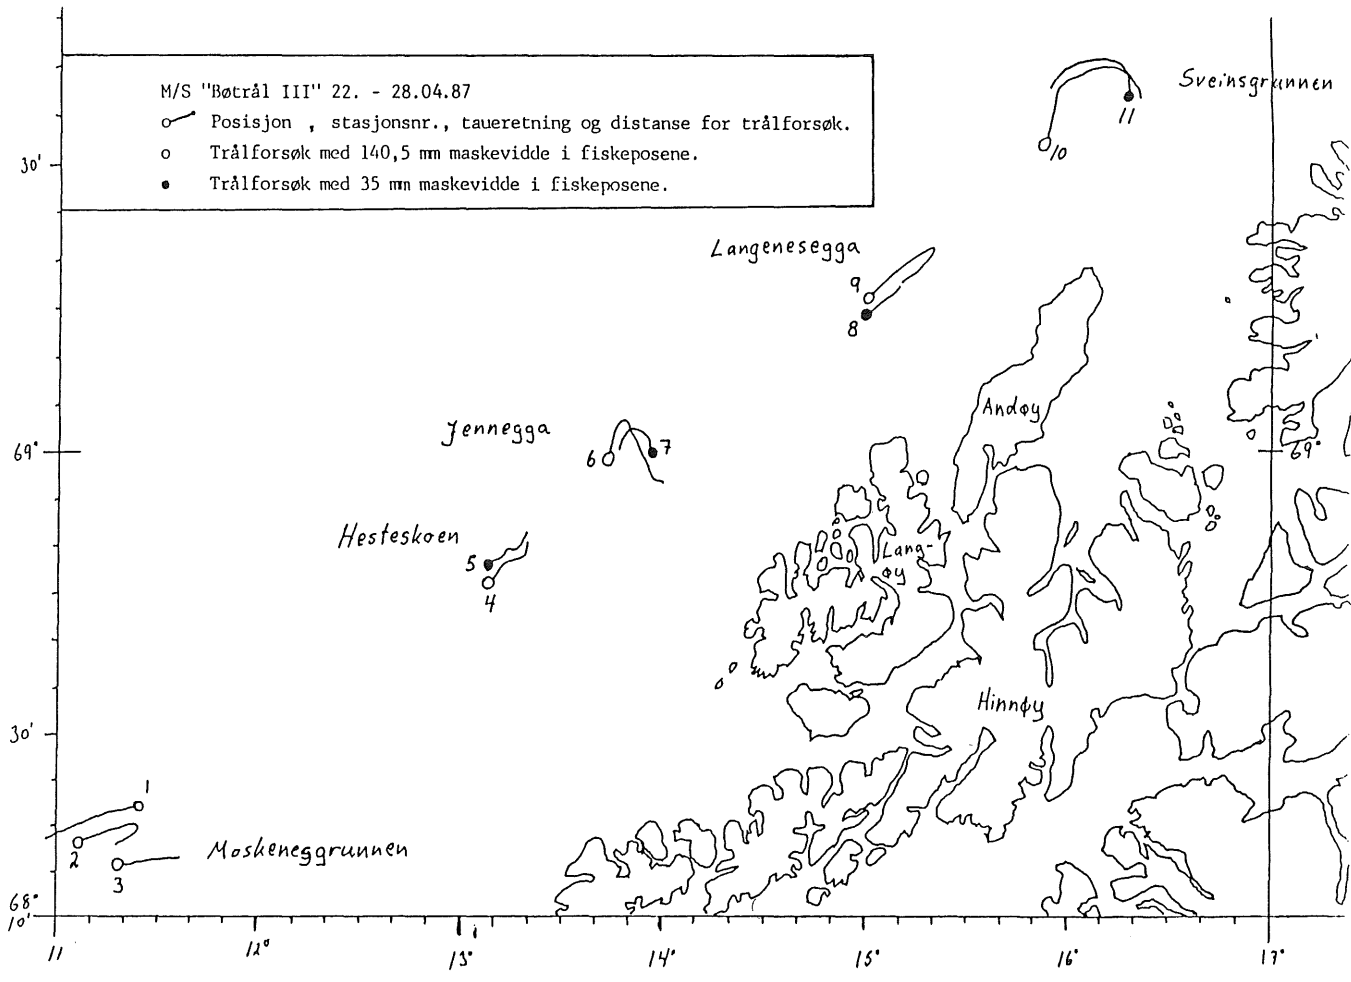 M/S "Bøtrål III" 22. - 28.04.87
Posisjon , stasjonsnr., taueretning og distanse for trålforsøk.
Trålforsøk med 140,5 mm maskevidde i fiskeposene.
Trålforsøk med 35 mm maskevidde i fiskeposene.
Sveinsgrunnen
11
10
30'
Langenesegga
9
8
Andøy
Jennegga
6
7
69°
69°
Hesteskoen
5
4
Lang-
øy
Hinnøy
30'
1
2
3
Moskeneggrunnen
68°
10'
11
12°
13°
14°
15°
16°
17°